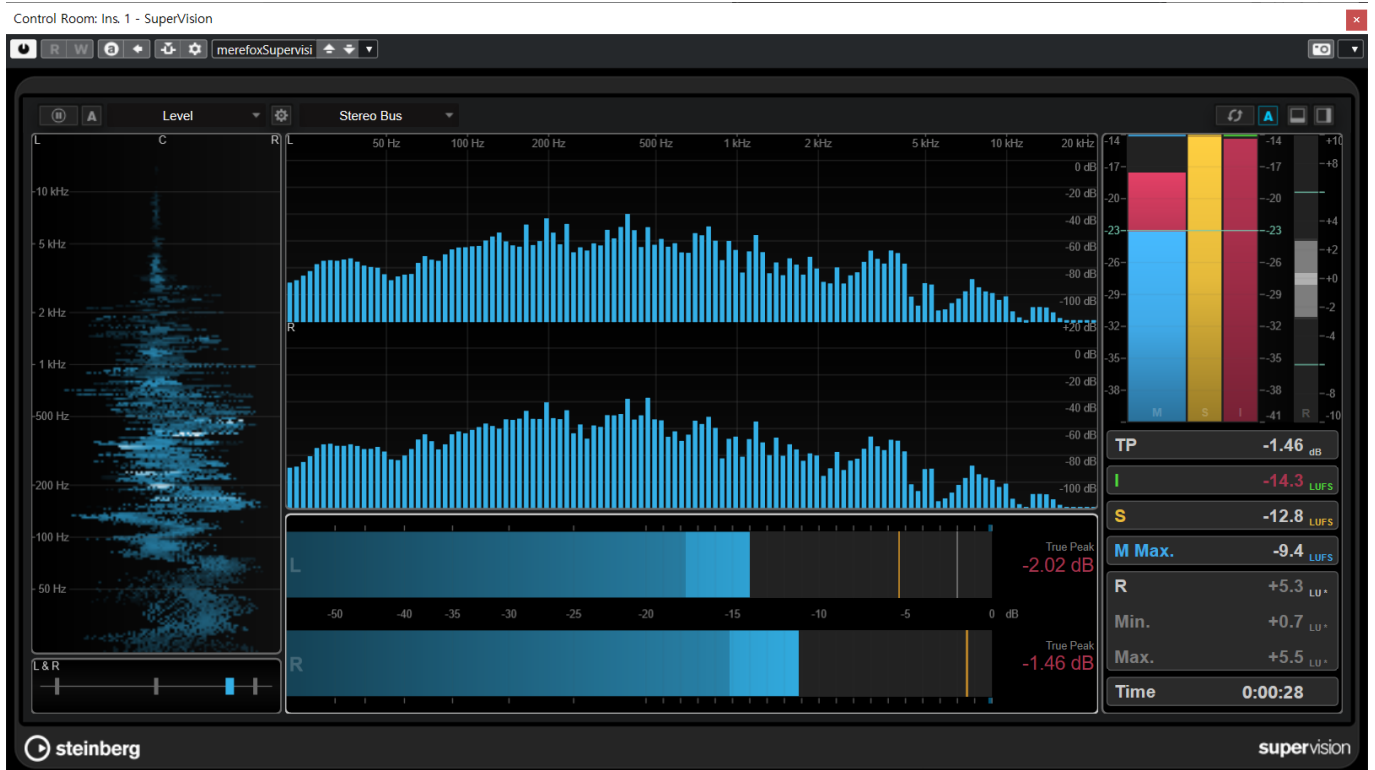 Control Room: Ins. 1 - SuperVision
R W a merefoxSupervisi
A Level Stereo Bus A
L C R
10 kHz
5 kHz
2 kHz
1 kHz
500 Hz
200 Hz
100 Hz
50 Hz
L & R
L 50 Hz 100 Hz 200 Hz 500 Hz 1 kHz 2 kHz 5 kHz 10 kHz 20 kHz
0 dB
-20 dB
-40 dB
-60 dB
-80 dB
-100 dB
R +20 dB
0 dB
-20 dB
-40 dB
-60 dB
-80 dB
-100 dB
True Peak
L -2.02 dB
-50 -40 -35 -30 -25 -20 -15 -10 -5 0 dB
True Peak
R -1.46 dB
-14 -14 +10
-17 -17 +8
-20 -20
+4
-23 -23
+2
-26 -26
+0
-29 -29
-2
-32 -32
-4
-35 -35
-38 -38 -8
M S I -41 R -10
TP -1.46 dB
I -14.3 LUFS
S -12.8 LUFS
M Max. -9.4 LUFS
R +5.3 LU*
Min. +0.7 LU*
Max. +5.5 LU*
Time 0:00:28
steinberg supervision